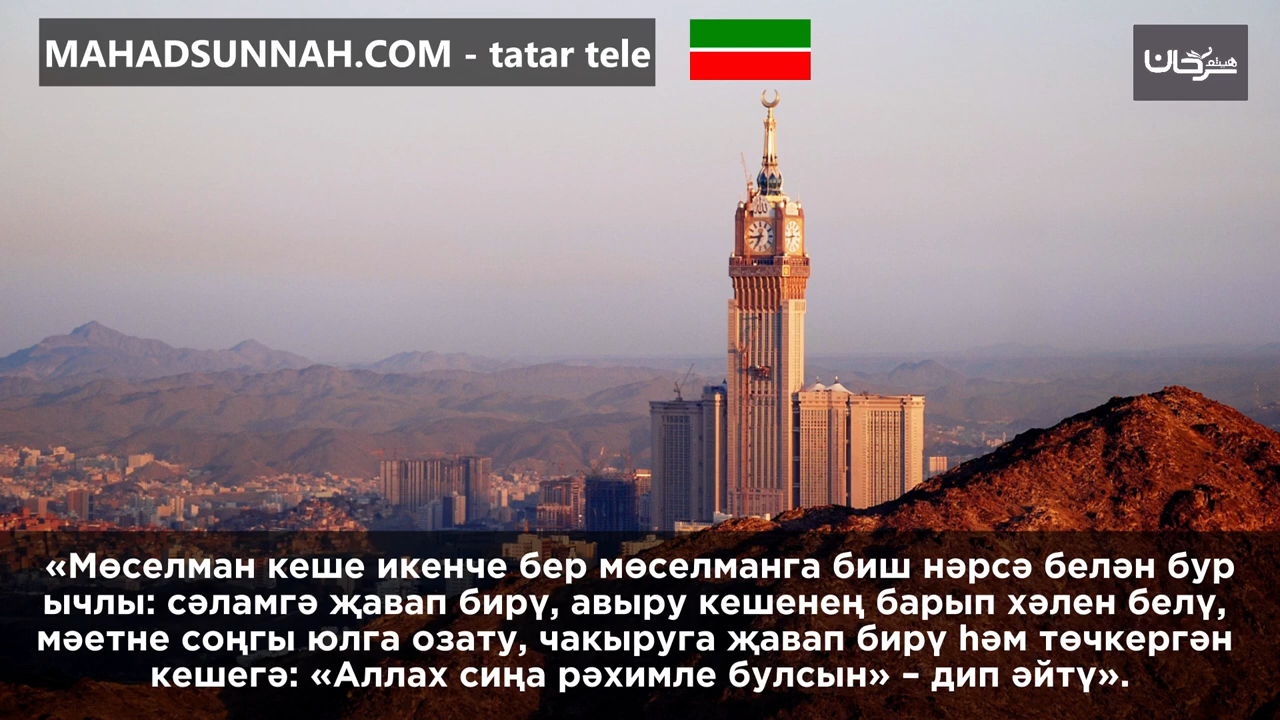 MAHADSUNNAH.COM - tatar tele
هيثم
سرحان
«Мөселман кеше икенче бер мөселманга биш нәрсә белән бур
ычлы: сәламгә җавап бирү, авыру кешенең барып хәлен белү,
мәетне соңгы юлга озату, чакыруга җавап бирү һәм төчкергән
кешегә: «Аллах сиңа рәхимле булсын» – дип әйтү».